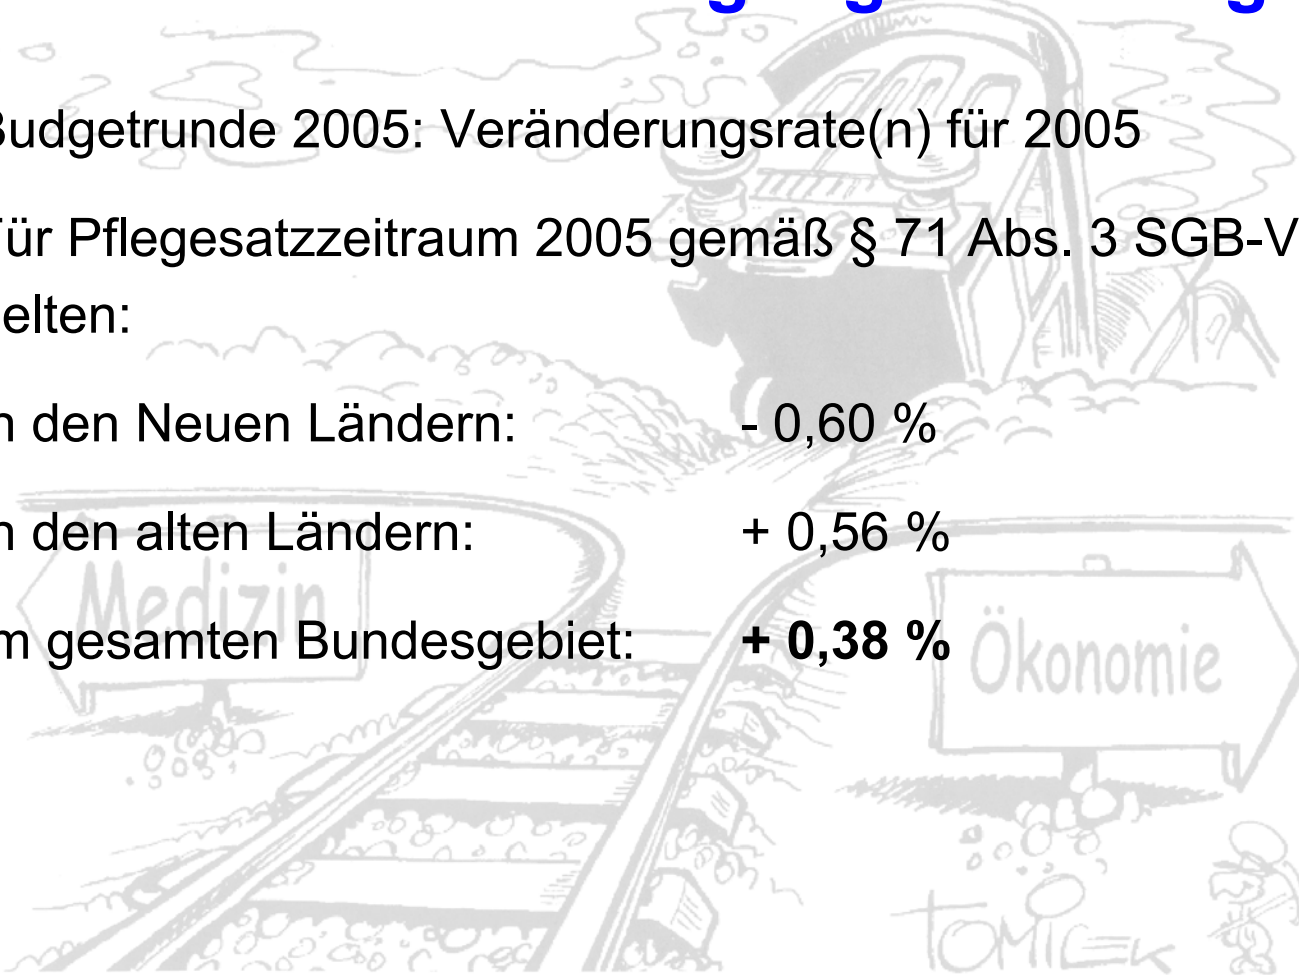 Budgetrunde 2005: Veränderungsrate(n) für 2005
für Pflegesatzzeitraum 2005 gemäß § 71 Abs. 3 SGB-V
elten:
n den Neuen Ländern: - 0,60 %
n den alten Ländern: + 0,56 %
m gesamten Bundesgebiet: + 0,38 %
Medizin
Ökonomie
TOMICEK